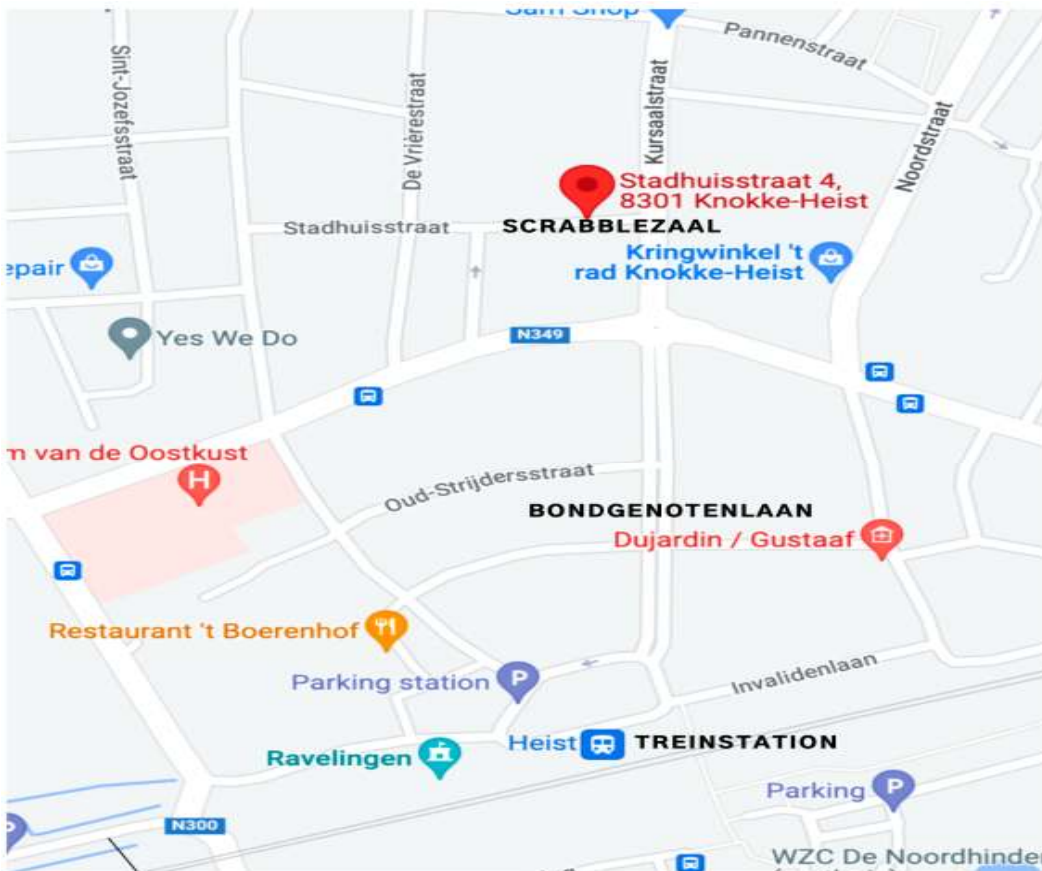 Pannenstraat
Sint-Jozefsstraat
De Vrièrestraat
Kursaalstraat
Noordstraat
Stadhuisstraat 4,
8301 Knokke-Heist
Stadhuisstraat
SCRABBLEZAAL
Kringwinkel 't
rad Knokke-Heist
epair
Yes We Do
N349
m van de Oostkust
H
Oud-Strijdersstraat
BONDGENOTENLAAN
Dujardin / Gustaaf
Restaurant 't Boerenhof
Invalidenlaan
Parking station
P
Heist
TREINSTATION
Ravelingen
Parking
P
N300
P
WZC De Noordhinder